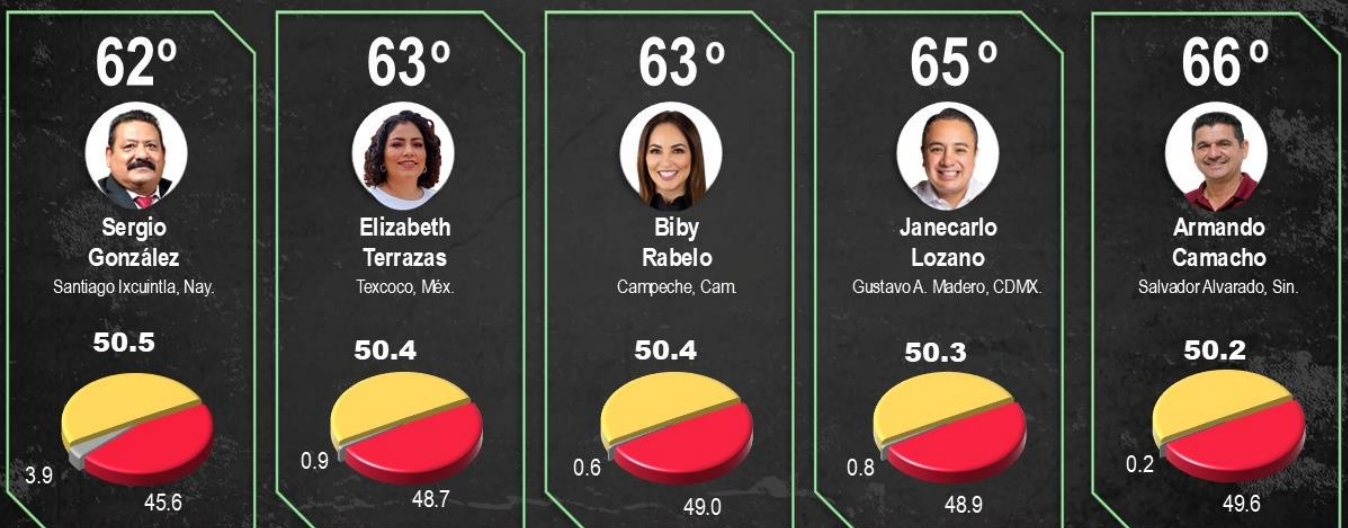 62º
Sergio
González
Santiago Ixcuintla, Nay.
50.5
3.9
45.6
63º
Elizabeth
Terrazas
Texcoco, Méx.
50.4
0.9
48.7
63º
Biby
Rabelo
Campeche, Cam.
50.4
0.6
49.0
65º
Janecarlo
Lozano
Gustavo A. Madero, CDMX.
50.3
0.8
48.9
66º
Armando
Camacho
Salvador Alvarado, Sin.
50.2
0.2
49.6